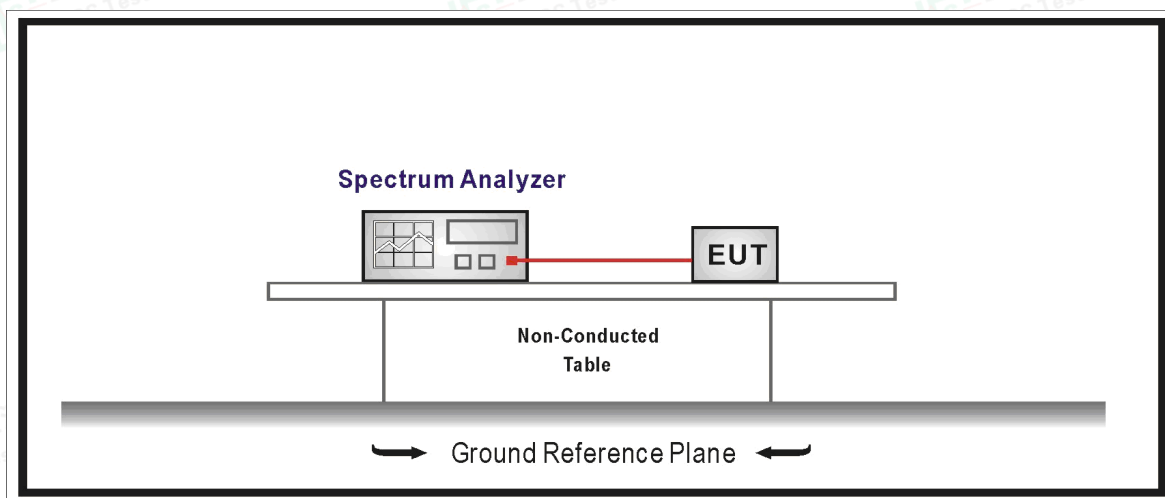 Spectrum Analyzer
EUT
Non-Conducted
Table
Ground Reference Plane